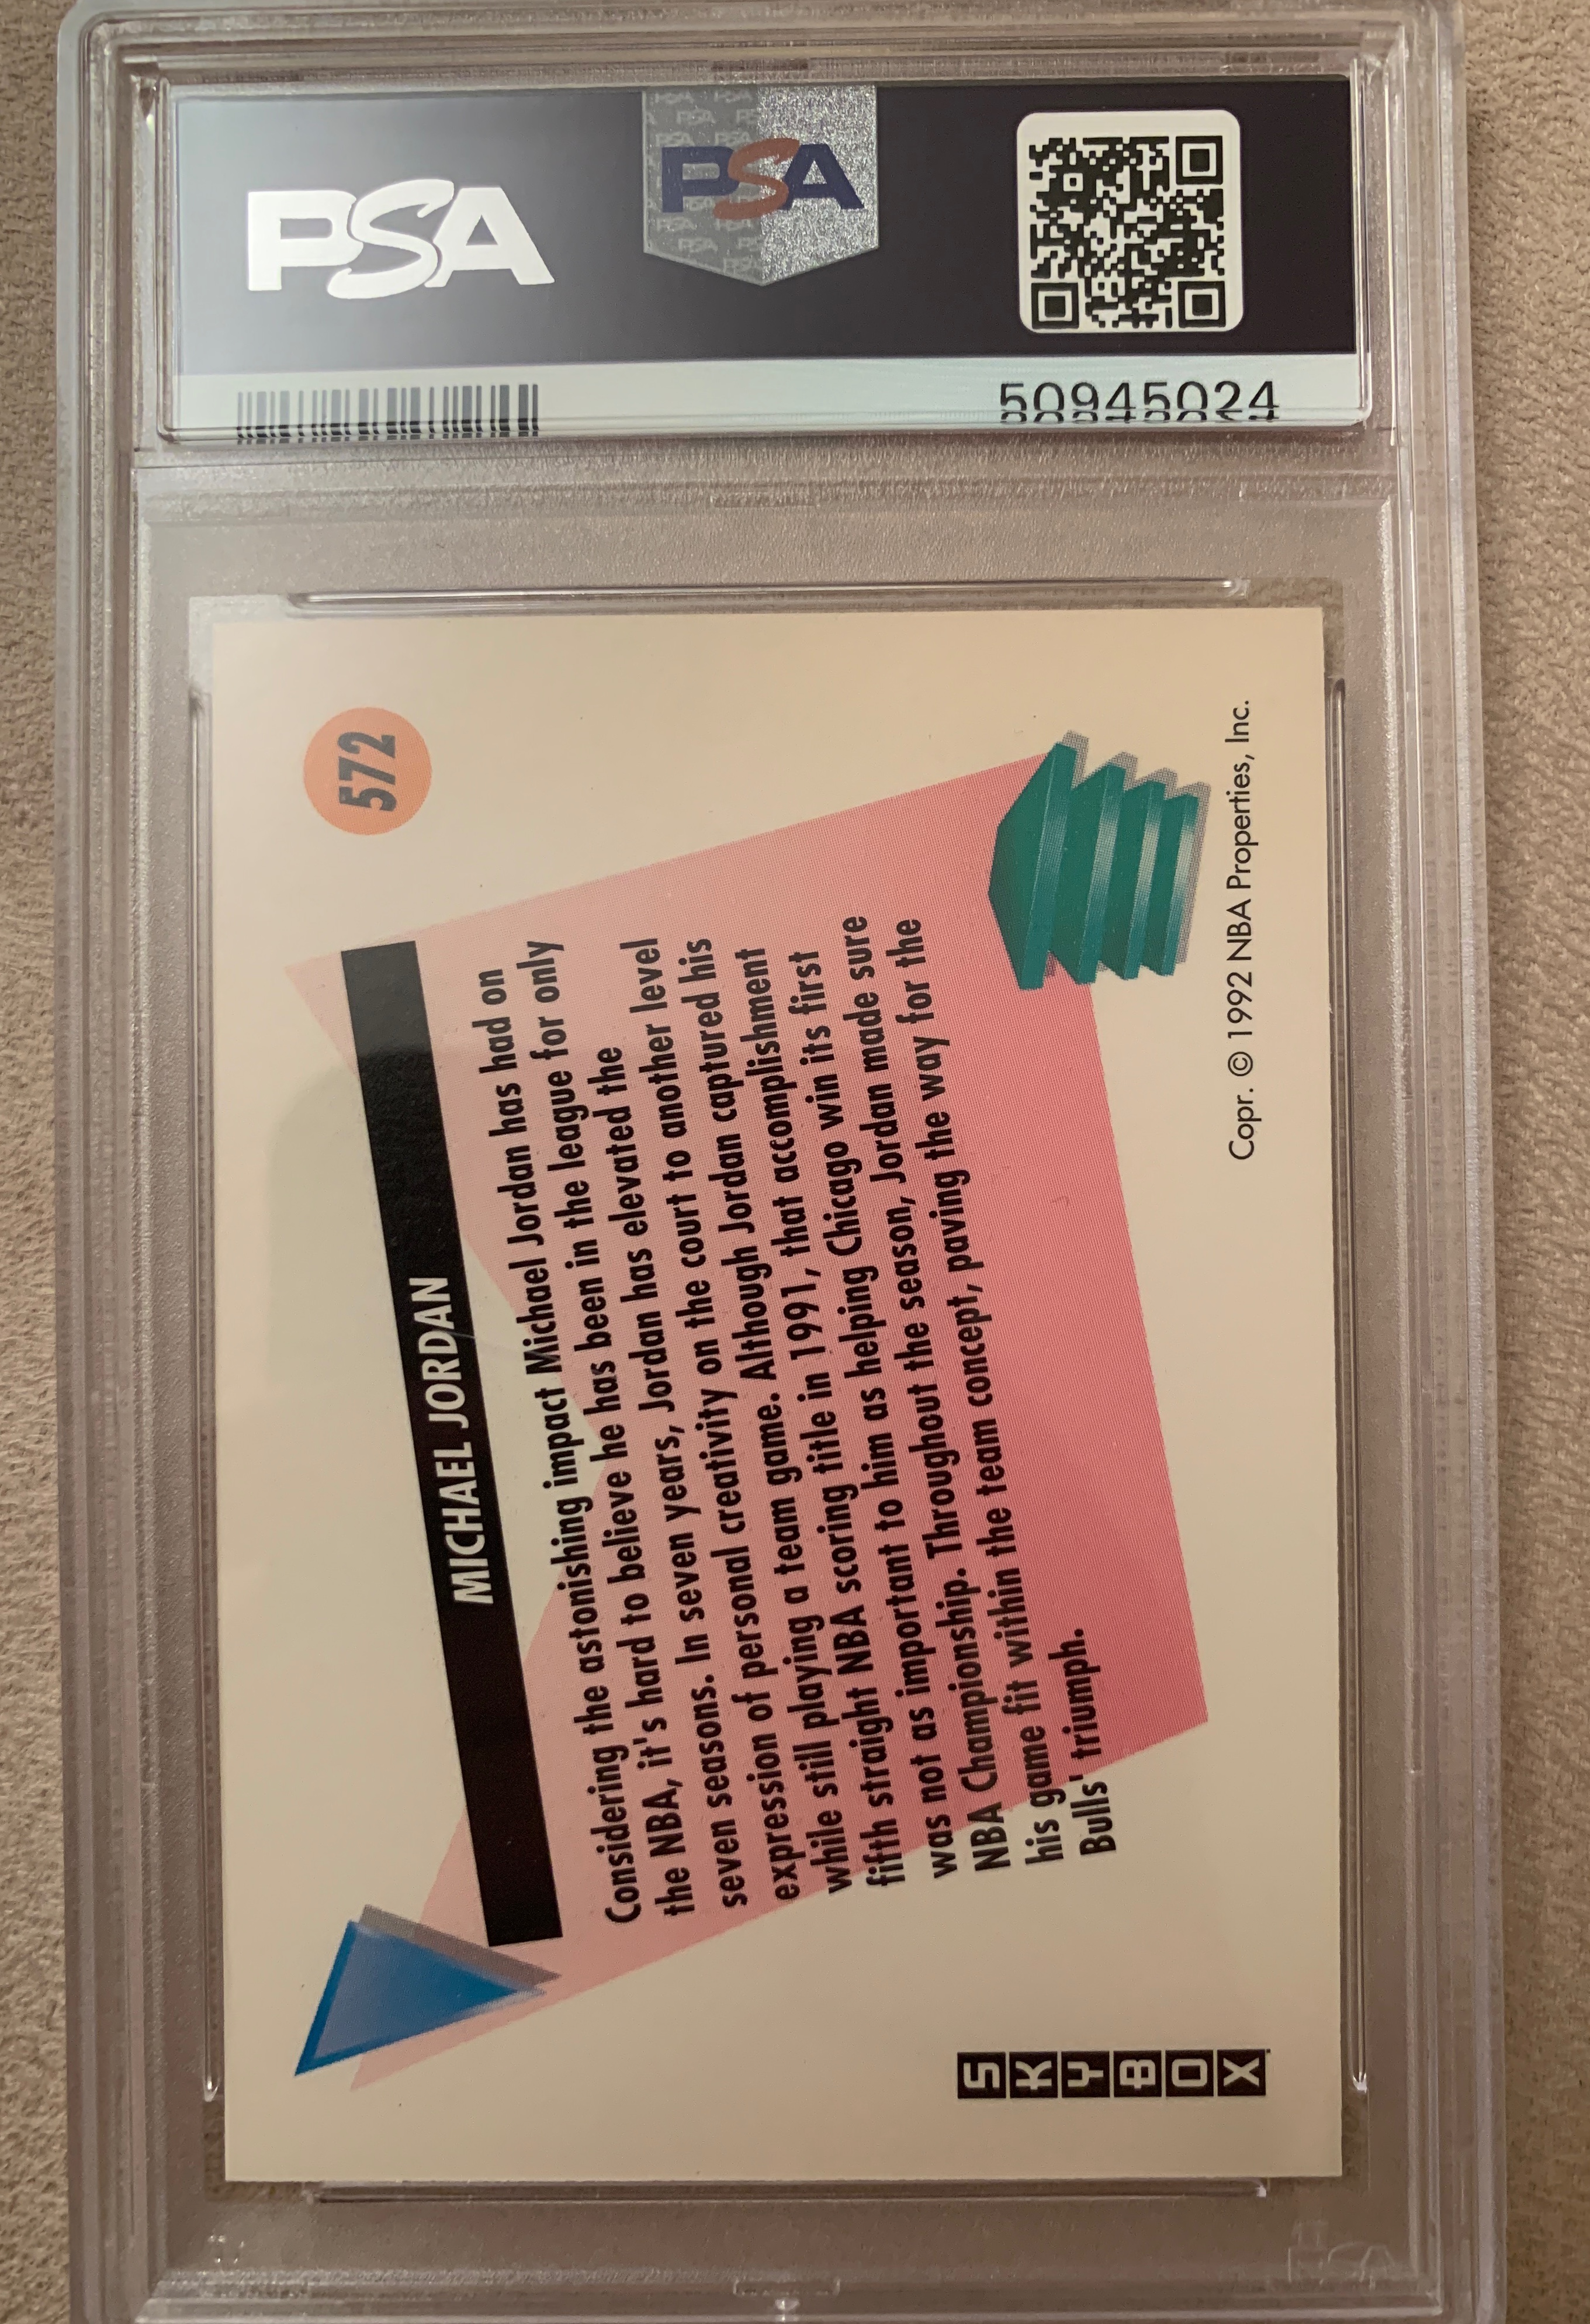 PSA
PSA
50945024
572
MICHAEL JORDAN
Considering the astonishing impact Michael Jordan has had on
the NBA, it's hard to believe he has been in the league for only
seven seasons. In seven years, Jordan has elevated the
expression of personal creativity on the court to another level
while still playing a team game. Although Jordan captured his
fifth straight NBA scoring title in 1991, that accomplishment
was not as important to him as helping Chicago win its first
NBA Championship. Throughout the season, Jordan made sure
his game fit within the team concept, paving the way for the
Bulls' triumph.
SKYBOX
Copr. © 1992 NBA Properties, Inc.